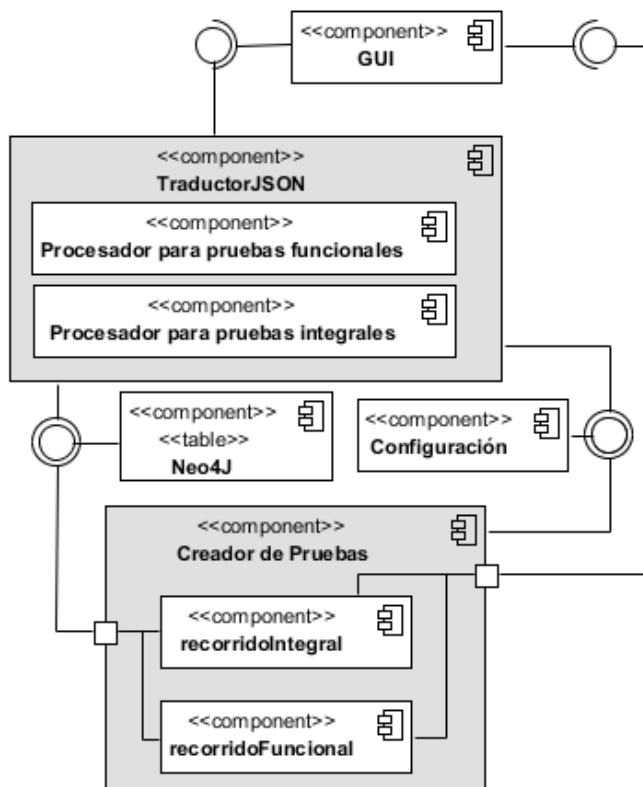 <<component>>
GUI
<<component>>
TraductorJSON
<<component>>
Procesador para pruebas funcionales
<<component>>
Procesador para pruebas integrales
<<component>>
<<table>>
Neo4J
<<component>>
Configuración
<<component>>
Creador de Pruebas
<<component>>
recorridoIntegral
<<component>>
recorridoFuncional